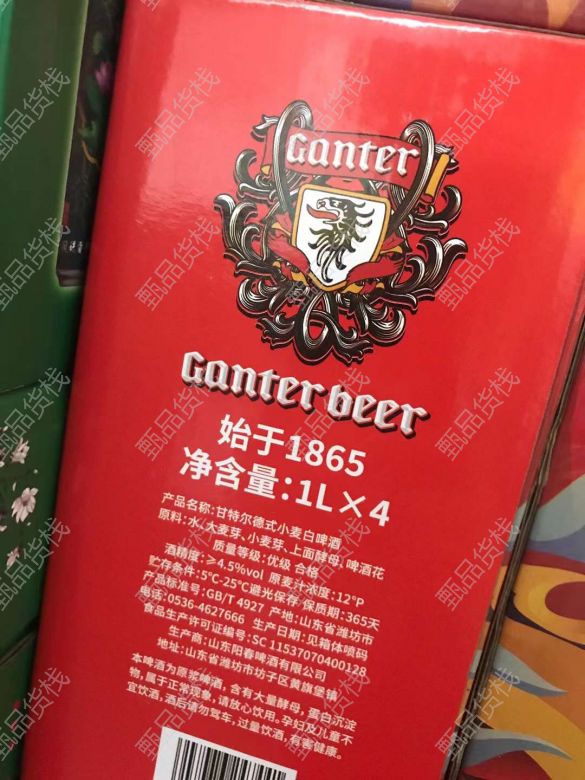 Ganter
Ganter beer
始于1865
净含量:1L×4
产品名称:甘特尔德式小麦白啤酒
原料:水、大麦芽、小麦芽、上面酵母、啤酒花
质量等级:优级 合格
酒精度:≥4.5%vol 原麦汁浓度:12°P
贮存条件:5℃-25℃避光保存 保质期:365天
产品标准号:GB/T 4927 产地:山东省潍坊市
电话:0536-4627666 生产日期:见箱体喷码
食品生产许可证编号:SC 11537070400128
生产商:山东阳春啤酒有限公司
地址:山东省潍坊市坊子区黄旗堡镇
本啤酒为原浆啤酒,含有大量酵母,蛋白沉淀
物,属于正常现象,请放心饮用。孕妇及儿童不
宜饮酒,酒后请勿驾车,过量饮酒,有害健康。
甄品货栈